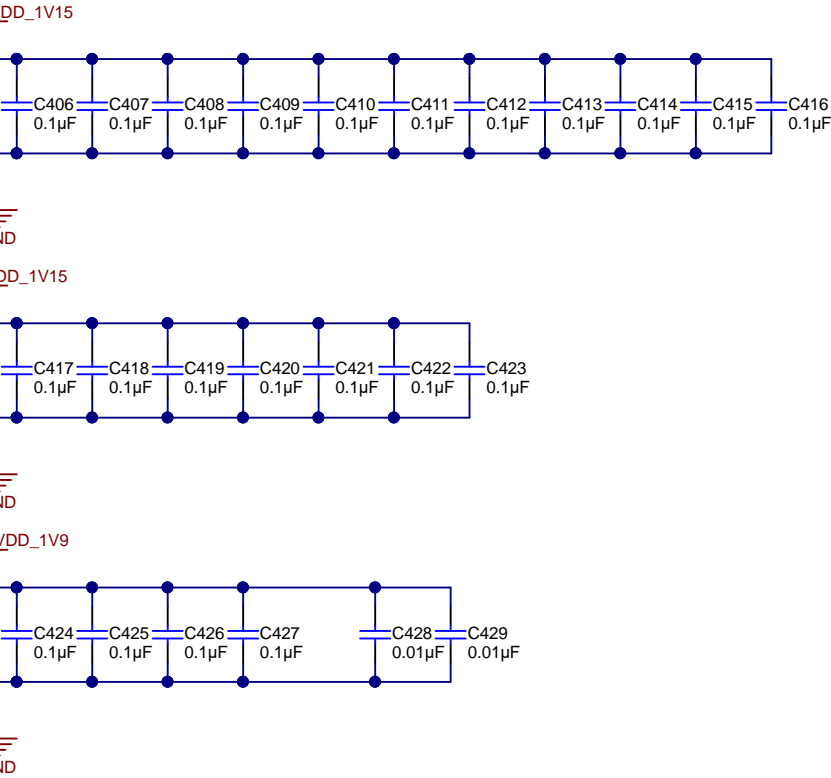 VDD_1V15
C406 C407 C408 C409 C410 C411 C412 C413 C414 C415 C416
0.1µF 0.1µF 0.1µF 0.1µF 0.1µF 0.1µF 0.1µF 0.1µF 0.1µF 0.1µF 0.1µF
ND
DD_1V15
C417 C418 C419 C420 C421 C422 C423
0.1µF 0.1µF 0.1µF 0.1µF 0.1µF 0.1µF 0.1µF
ND
VDD_1V9
C424 C425 C426 C427 C428 C429
0.1µF 0.1µF 0.1µF 0.1µF 0.01µF 0.01µF
ND